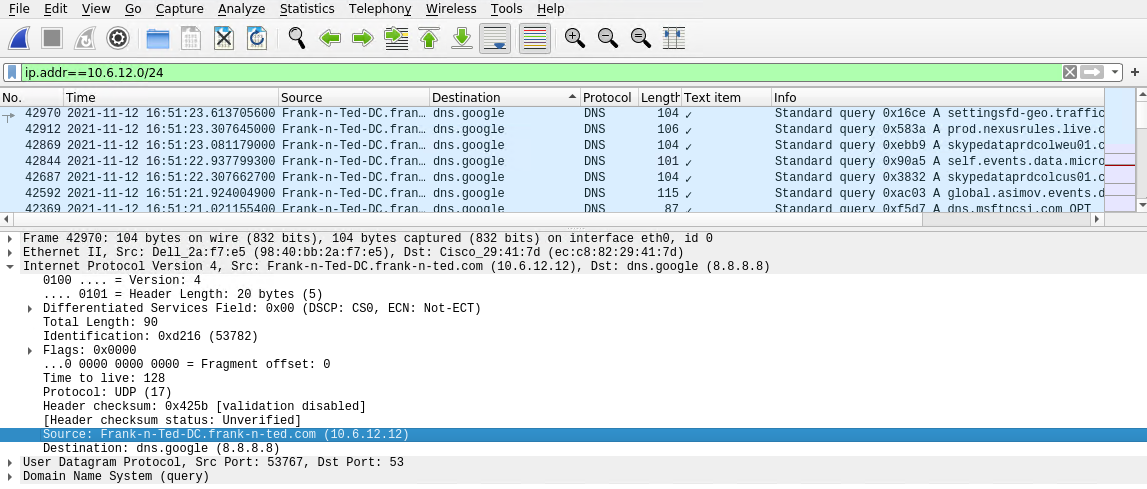 File Edit View Go Capture Analyze Statistics Telephony Wireless Tools Help
ip.addr==10.6.12.0/24
No. Time Source Destination Protocol Length Text item Info
42970 2021-11-12 16:51:23.613705600 Frank-n-Ted-DC.fran… dns.google DNS 104 ✓ Standard query 0x16ce A settingsfd-geo.traffic
42912 2021-11-12 16:51:23.307645000 Frank-n-Ted-DC.fran… dns.google DNS 106 ✓ Standard query 0x583a A prod.nexusrules.live.c
42869 2021-11-12 16:51:23.081179000 Frank-n-Ted-DC.fran… dns.google DNS 104 ✓ Standard query 0xebb9 A skypedataprdcolweu01.c
42844 2021-11-12 16:51:22.937799300 Frank-n-Ted-DC.fran… dns.google DNS 101 ✓ Standard query 0x90a5 A self.events.data.micro
42687 2021-11-12 16:51:22.307662700 Frank-n-Ted-DC.fran… dns.google DNS 104 ✓ Standard query 0x3832 A skypedataprdcolcus01.c
42592 2021-11-12 16:51:21.924004900 Frank-n-Ted-DC.fran… dns.google DNS 115 ✓ Standard query 0xac03 A global.asimov.events.d
42369 2021-11-12 16:51:21.021155400 Frank-n-Ted-DC.fran… dns.google DNS 87 ✓ Standard query 0xf5d7 A dns.msftncsi.com OPT
Frame 42970: 104 bytes on wire (832 bits), 104 bytes captured (832 bits) on interface eth0, id 0
Ethernet II, Src: Dell_2a:f7:e5 (98:40:bb:2a:f7:e5), Dst: Cisco_29:41:7d (ec:c8:82:29:41:7d)
Internet Protocol Version 4, Src: Frank-n-Ted-DC.frank-n-ted.com (10.6.12.12), Dst: dns.google (8.8.8.8)
0100 .... = Version: 4
.... 0101 = Header Length: 20 bytes (5)
Differentiated Services Field: 0x00 (DSCP: CS0, ECN: Not-ECT)
Total Length: 90
Identification: 0xd216 (53782)
Flags: 0x0000
...0 0000 0000 0000 = Fragment offset: 0
Time to live: 128
Protocol: UDP (17)
Header checksum: 0x425b [validation disabled]
[Header checksum status: Unverified]
Source: Frank-n-Ted-DC.frank-n-ted.com (10.6.12.12)
Destination: dns.google (8.8.8.8)
User Datagram Protocol, Src Port: 53767, Dst Port: 53
Domain Name System (query)